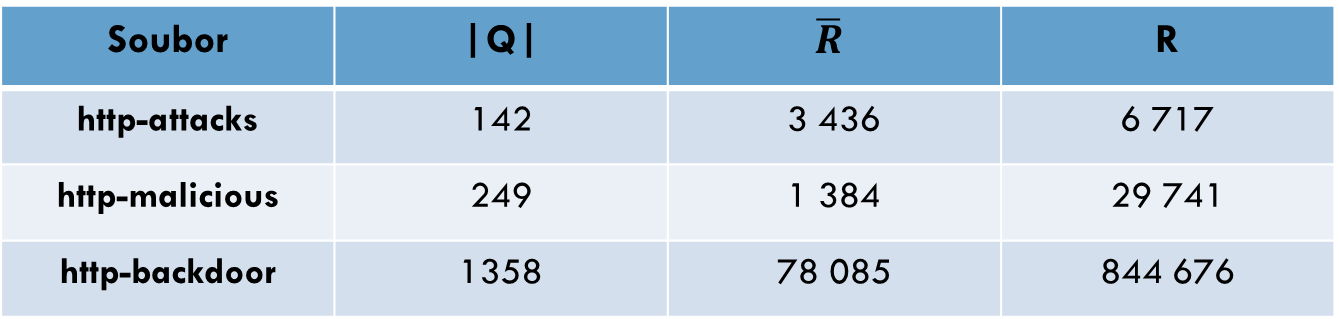 Soubor |Q| R̅ R
http-attacks 142 3 436 6 717
http-malicious 249 1 384 29 741
http-backdoor 1358 78 085 844 676